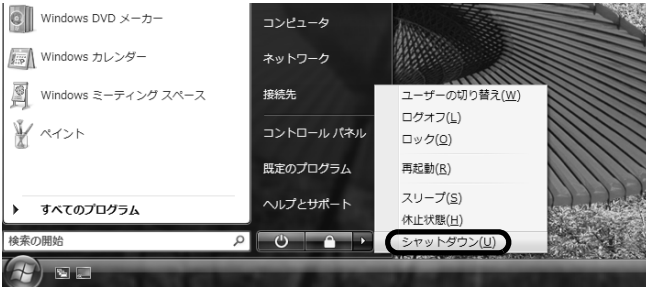 Windows DVD メーカー
Windows カレンダー
Windows ミーティング スペース
ペイント
すべてのプログラム
検索の開始
コンピュータ
ネットワーク
接続先
コントロール パネル
既定のプログラム
ヘルプとサポート
ユーザーの切り替え(W)
ログオフ(L)
ロック(O)
再起動(R)
スリープ(S)
休止状態(H)
シャットダウン(U)